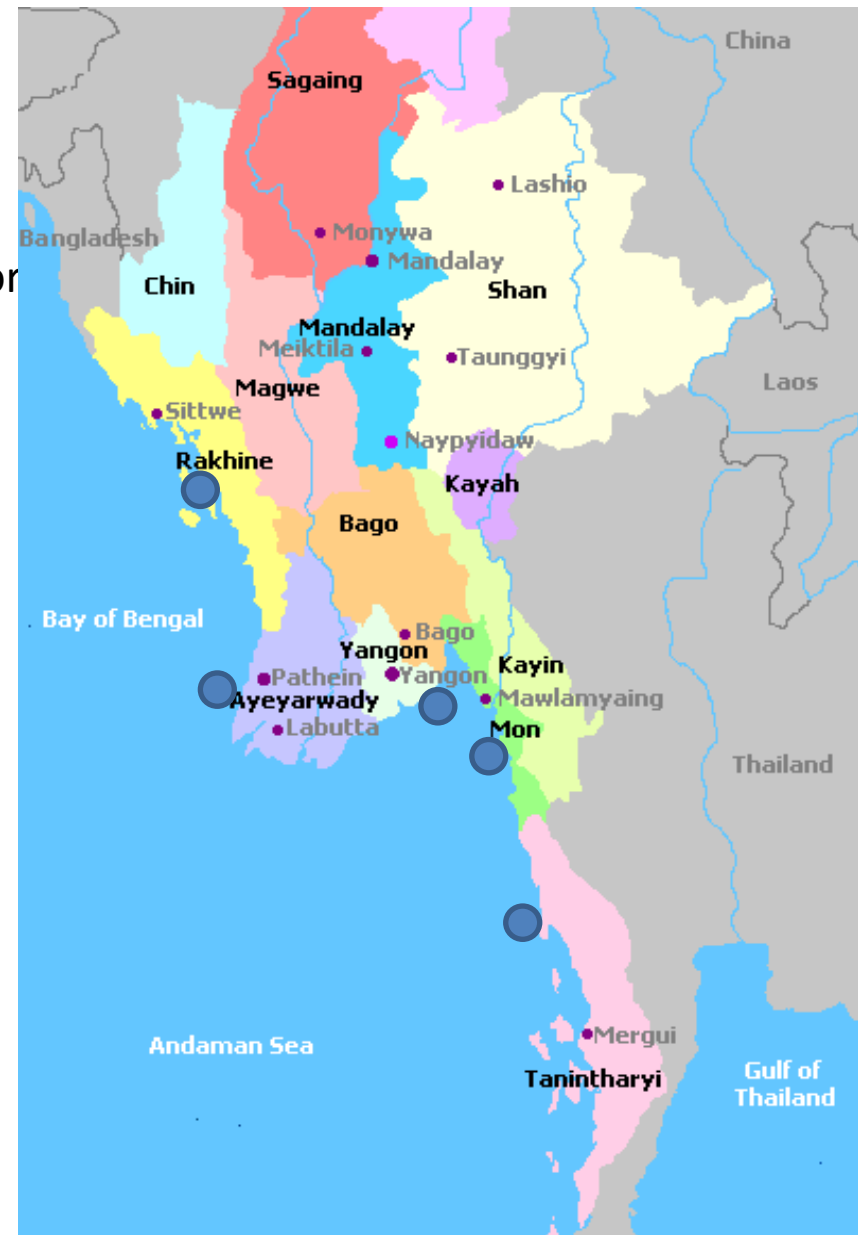 China
Sagaing
Lashio
Bangladesh
Monywa
Mandalay
or
Chin
Shan
Mandalay
Meiktila
Taunggyi
Magwe
Laos
Sittwe
Naypyidaw
Rakhine
Kayah
Bago
Bay of Bengal
Bago
Yangon
Kayin
Pathein
Yangon
Ayeyarwady
Mawlamyaing
Labutta
Mon
Thailand
Mergui
Andaman Sea
Tanintharyi
Gulf of
Thailand